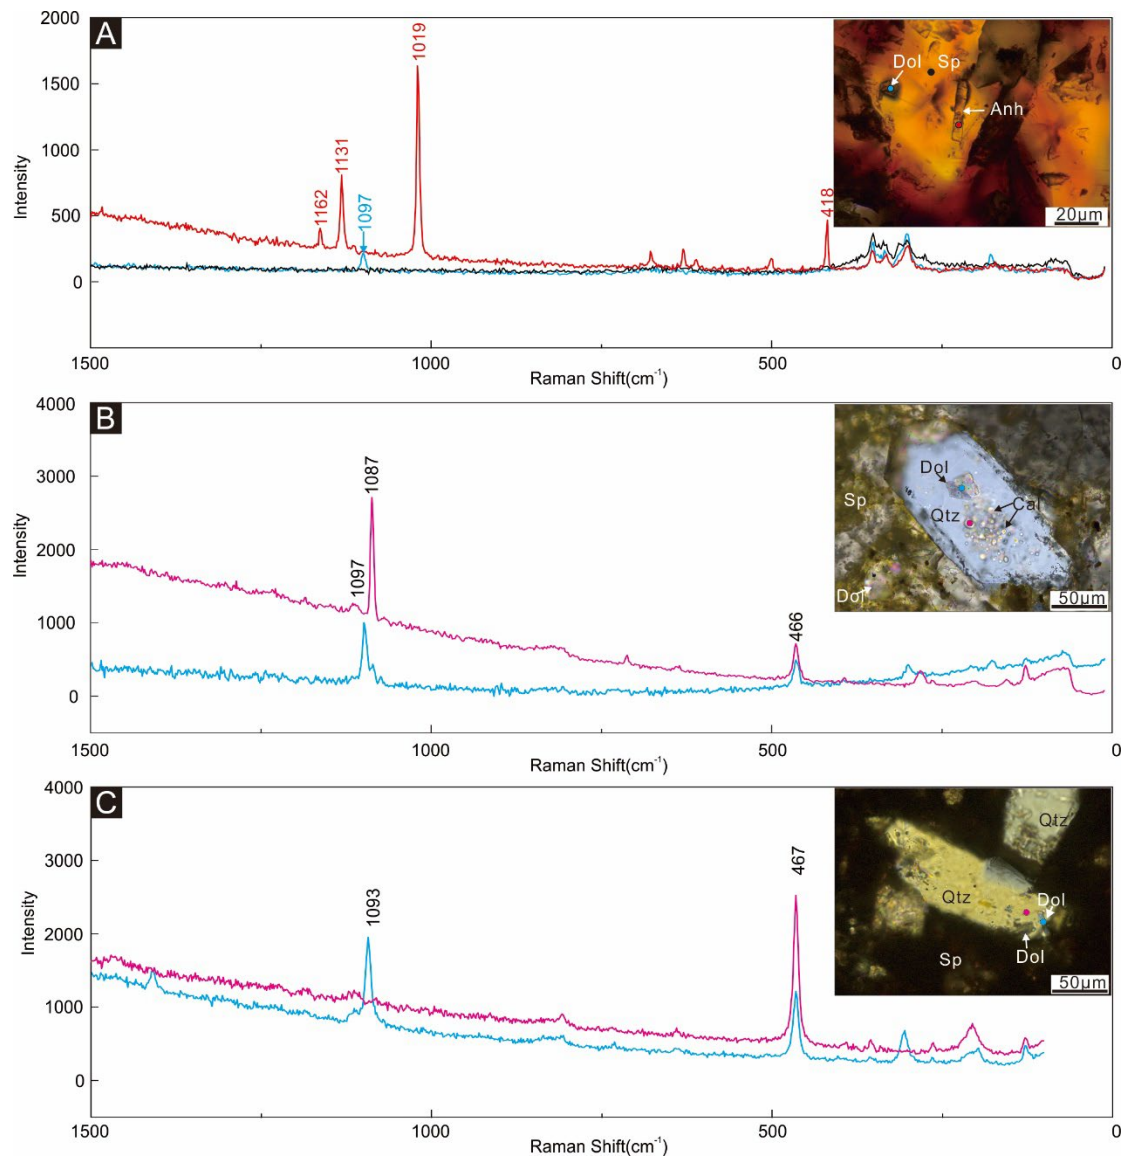 A
2000
1500
1000
500
0
Intensity
1162
1131
1097
1019
418
Dol
Sp
Anh
20μm
1500
1000
500
0
Raman Shift(cm⁻¹)
B
4000
3000
2000
1000
0
Intensity
1097
1087
466
Dol
Sp
Qtz
Cal
Dol
50μm
1500
1000
500
0
Raman Shift(cm⁻¹)
C
4000
3000
2000
1000
0
Intensity
1093
467
Qtz
Qtz
Dol
Dol
Sp
50μm
1500
1000
500
0
Raman Shift(cm⁻¹)